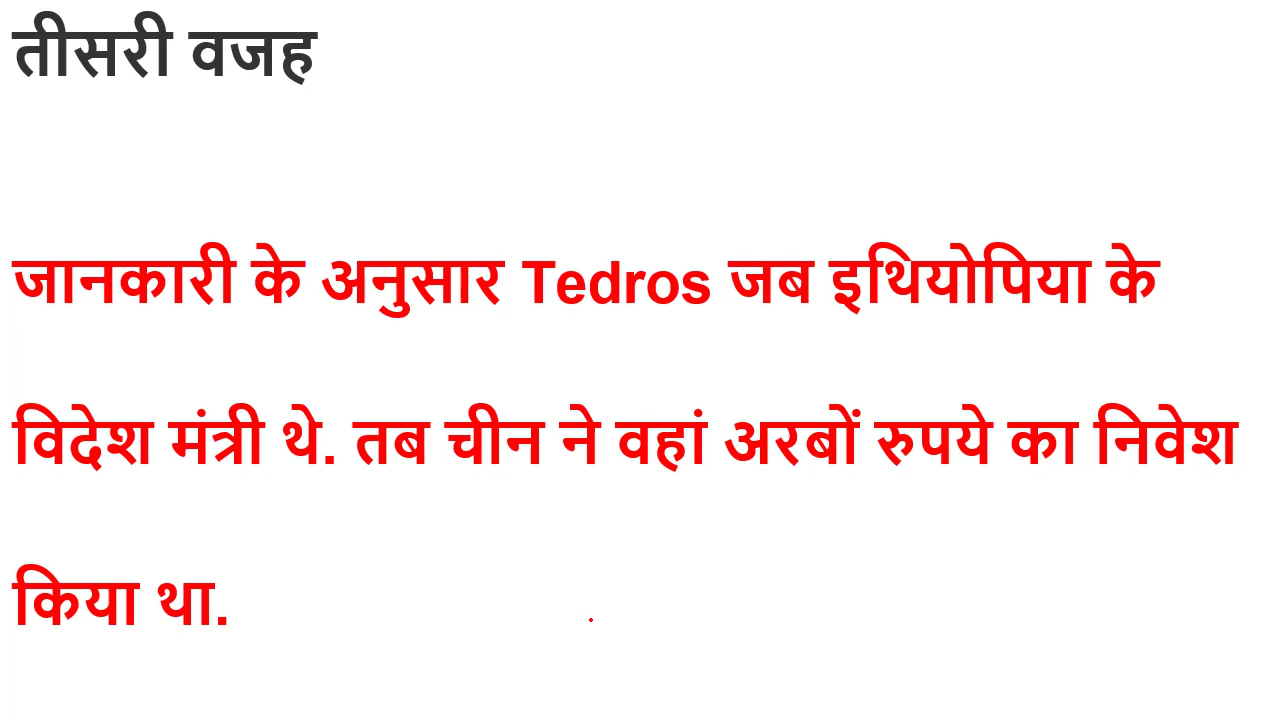 तीसरी वजह
जानकारी के अनुसार Tedros जब इथियोपिया के
विदेश मंत्री थे. तब चीन ने वहां अरबों रुपये का निवेश
किया था.